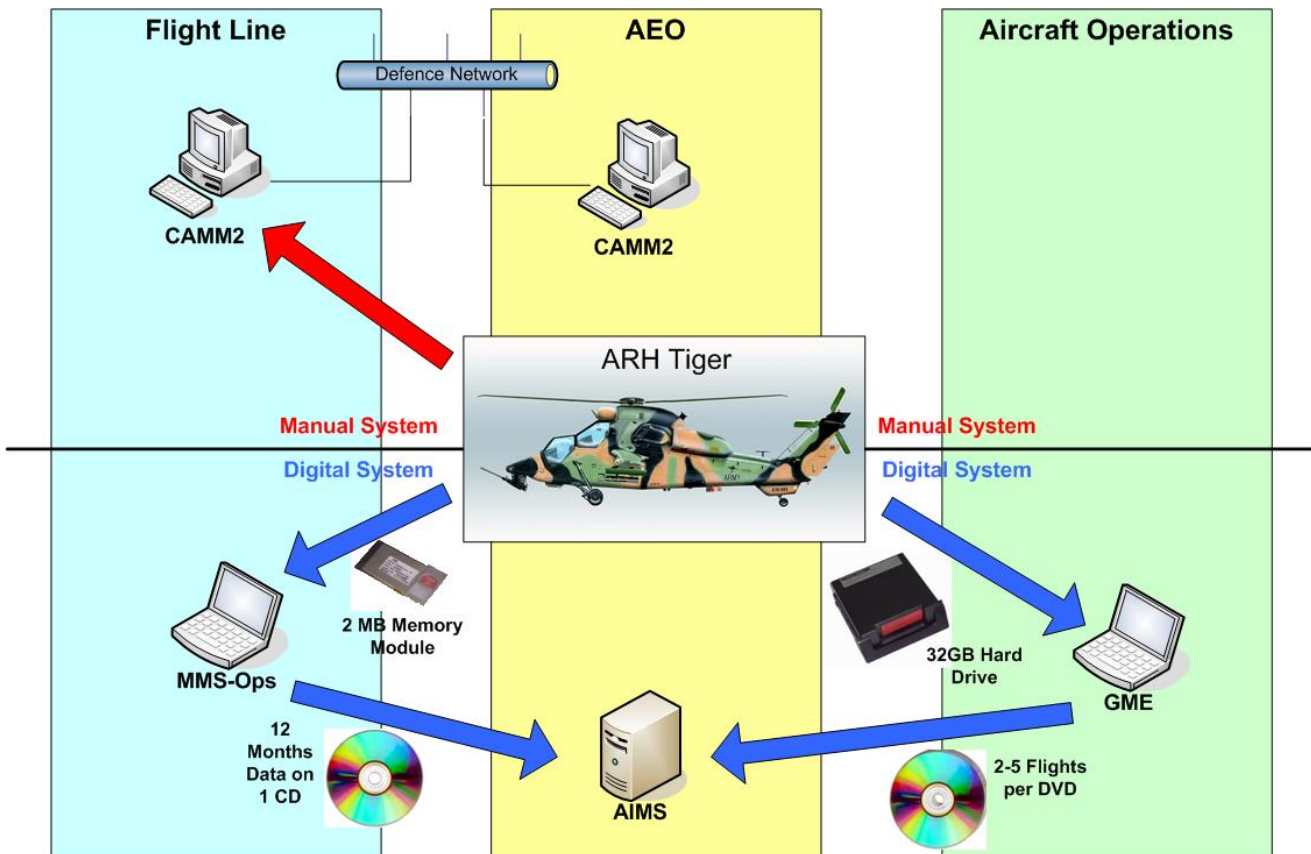 Flight Line
AEO
Aircraft Operations
Defence Network
CAMM2
CAMM2
ARH Tiger
Manual System
Manual System
Digital System
Digital System
ARMY
2 MB Memory
Module
32GB Hard
Drive
MMS-Ops
GME
12
Months
Data on
1 CD
AIMS
2-5 Flights
per DVD